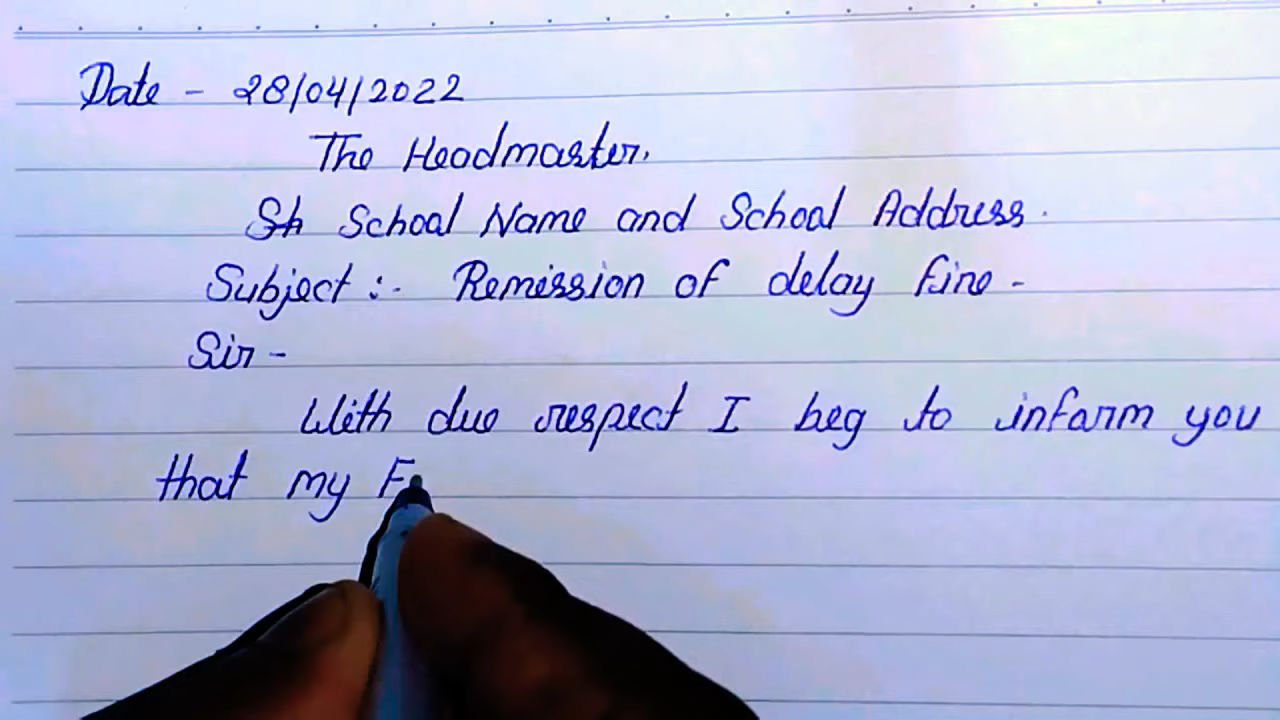 Date - 28/04/2022
The Headmaster.
School Name and School Address.
Subject :- Remission of delay fine -
Sir -
With due respect I beg to inform you
that my F